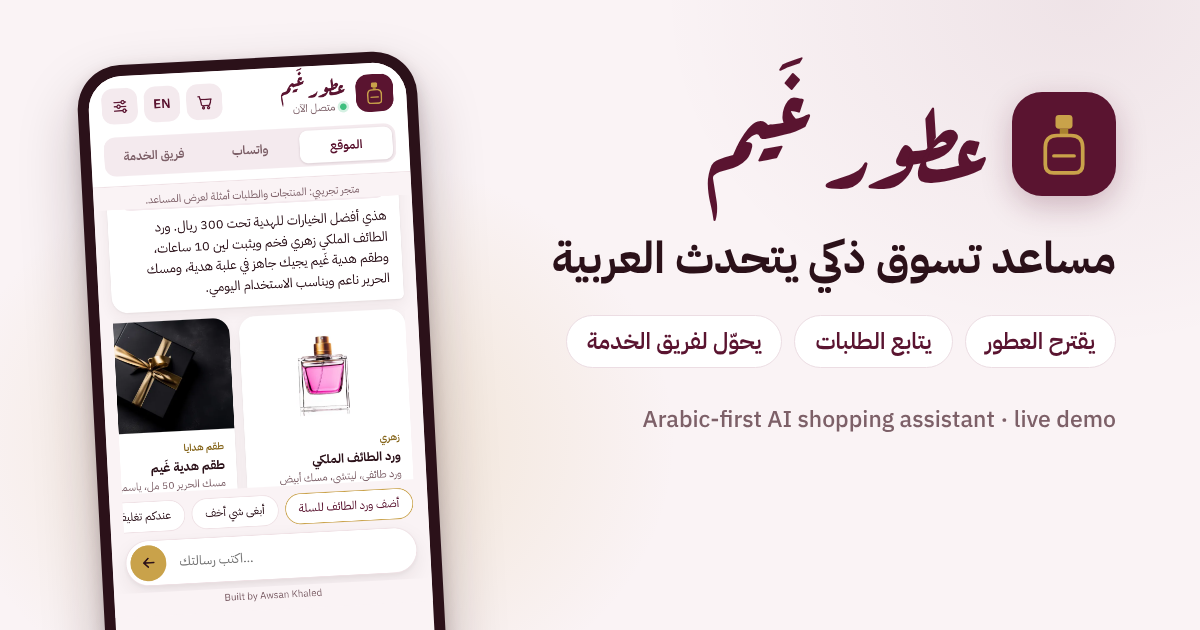 عطور غَيم
مساعد تسوق ذكي يتحدث العربية
يقترح العطور
يتابع الطلبات
يحوّل لفريق الخدمة
Arabic-first AI shopping assistant · live demo
عطور غَيم
متصل الآن
EN
الموقع
واتساب
فريق الخدمة
متجر تجريبي: المنتجات والطلبات أمثلة لعرض المساعد.
هذي أفضل الخيارات للهدية تحت 300 ريال. ورد
الطائف الملكي زهري فخم ويثبت لين 10 ساعات،
وطقم هدية غَيم يجيك جاهز في علبة هدية، ومسك
الحرير ناعم ويناسب الاستخدام اليومي.
زهري
ورد الطائف الملكي
ورد طائفي، ليتشي، مسك أبيض
طقم هدايا
طقم هدية غَيم
مسك الحرير 50 مل، ياسم
أضف ورد الطائف للسلة
أبغى شي أخف
عندكم تغليف
اكتب رسالتك...
Built by Awsan Khaled